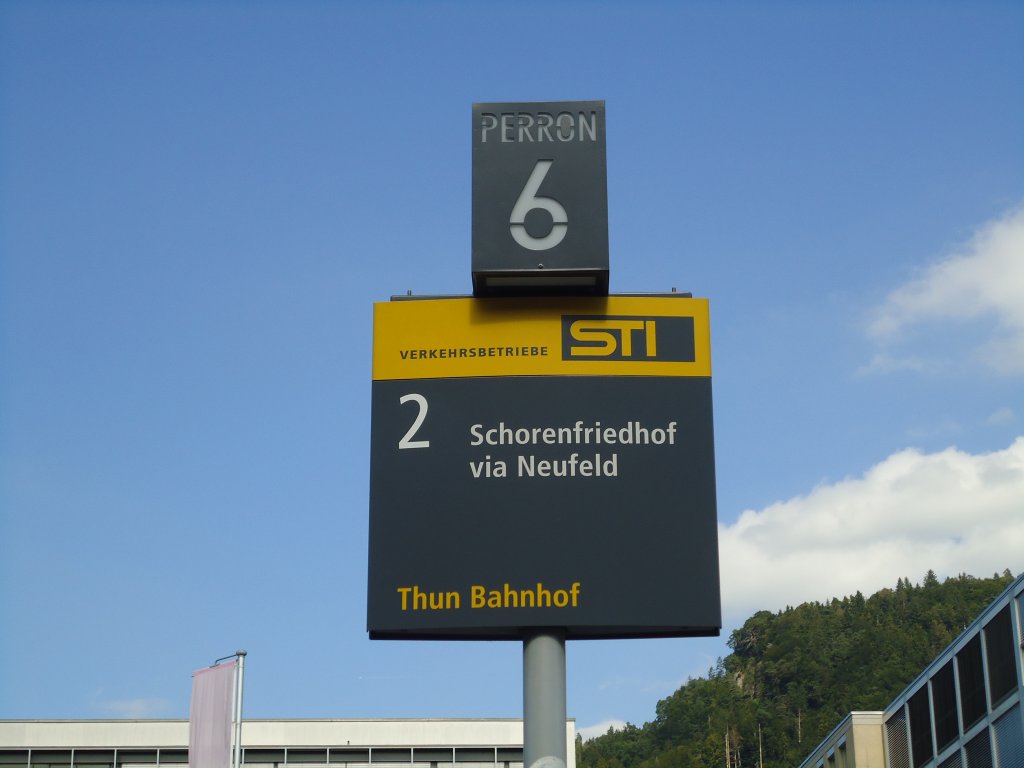 PERRON
6
VERKEHRSBETRIEBE STI
2 Schorenfriedhof
via Neufeld
Thun Bahnhof